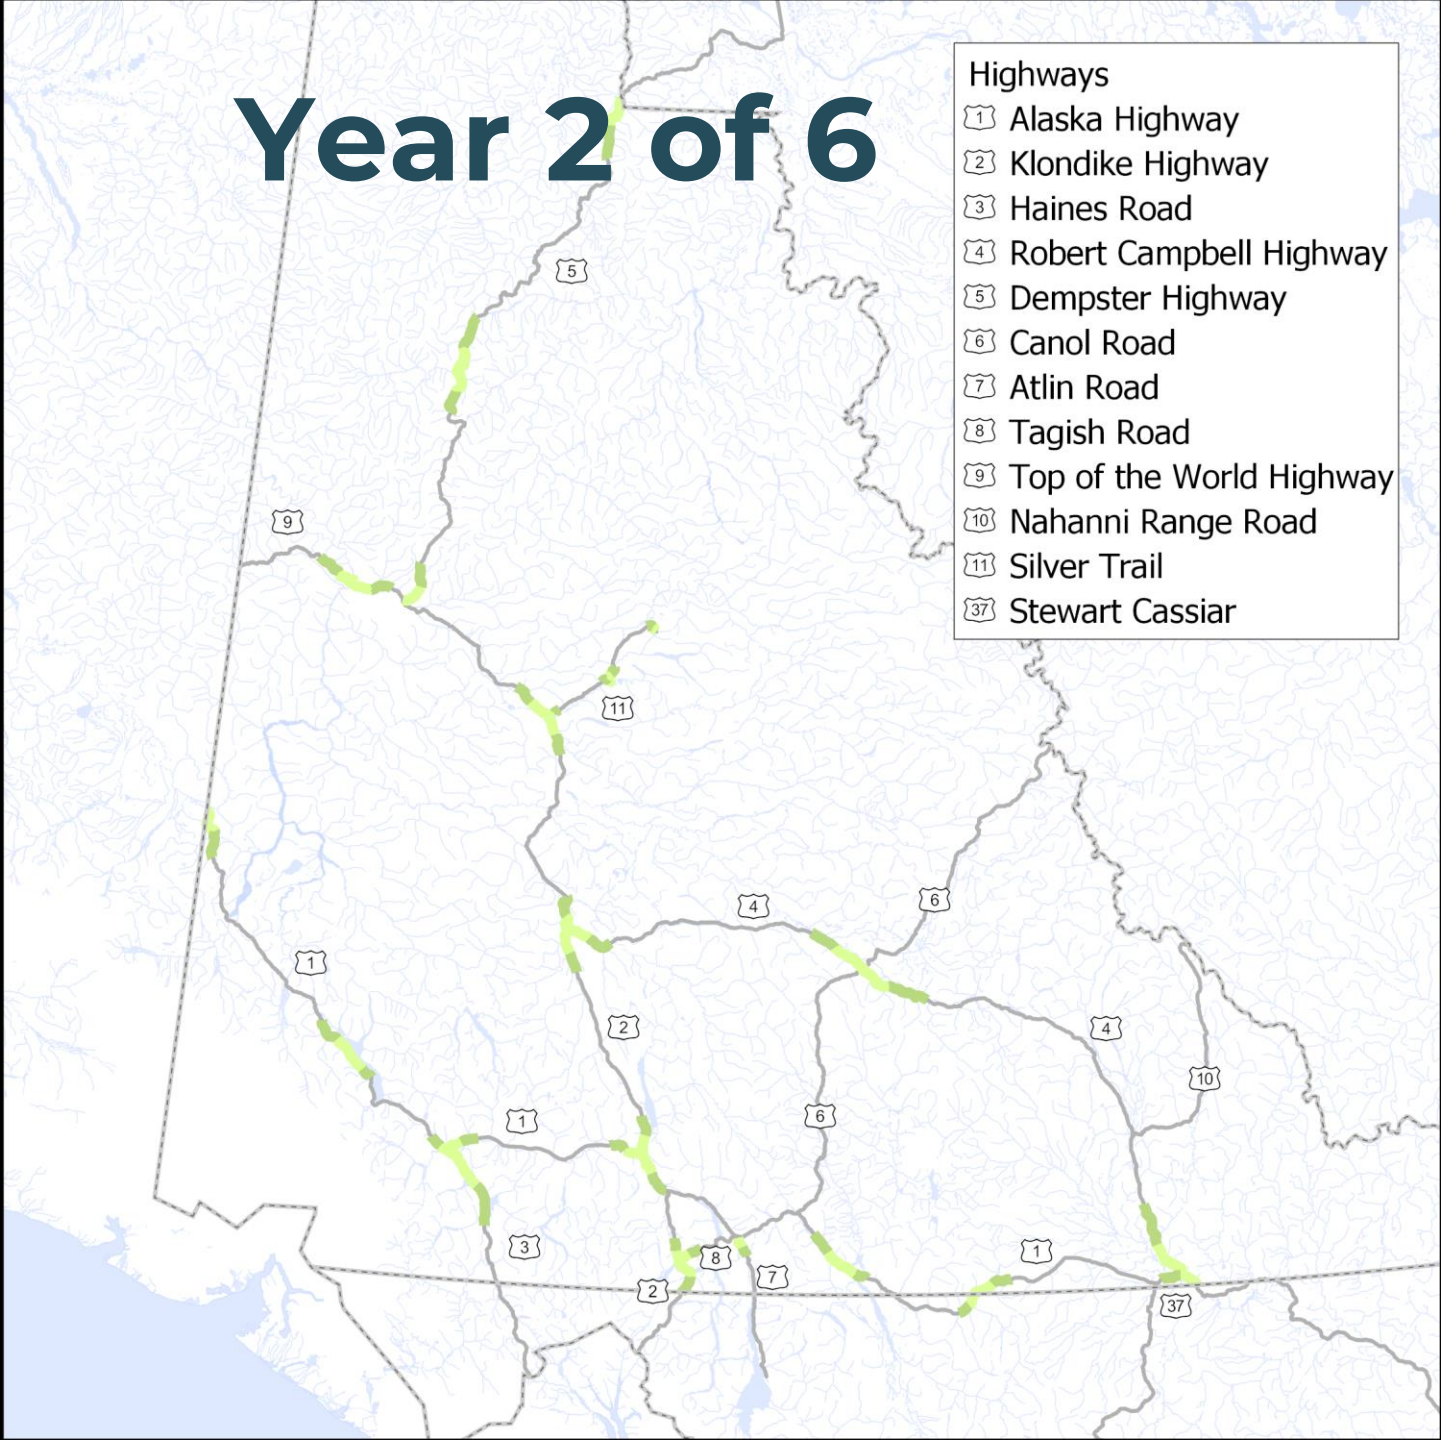 Year 2 of 6
Highways
1 Alaska Highway
2 Klondike Highway
3 Haines Road
4 Robert Campbell Highway
5 Dempster Highway
6 Canol Road
7 Atlin Road
8 Tagish Road
9 Top of the World Highway
10 Nahanni Range Road
11 Silver Trail
37 Stewart Cassiar
5
9
11
4
6
1
2
4
10
1
6
3
8
1
7
2
37